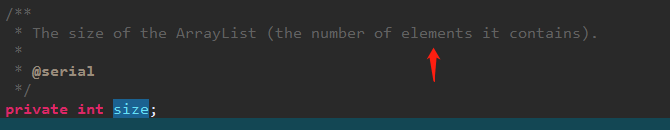 /**
* The size of the ArrayList (the number of elements it contains).
*
* @serial
*/
private int size;